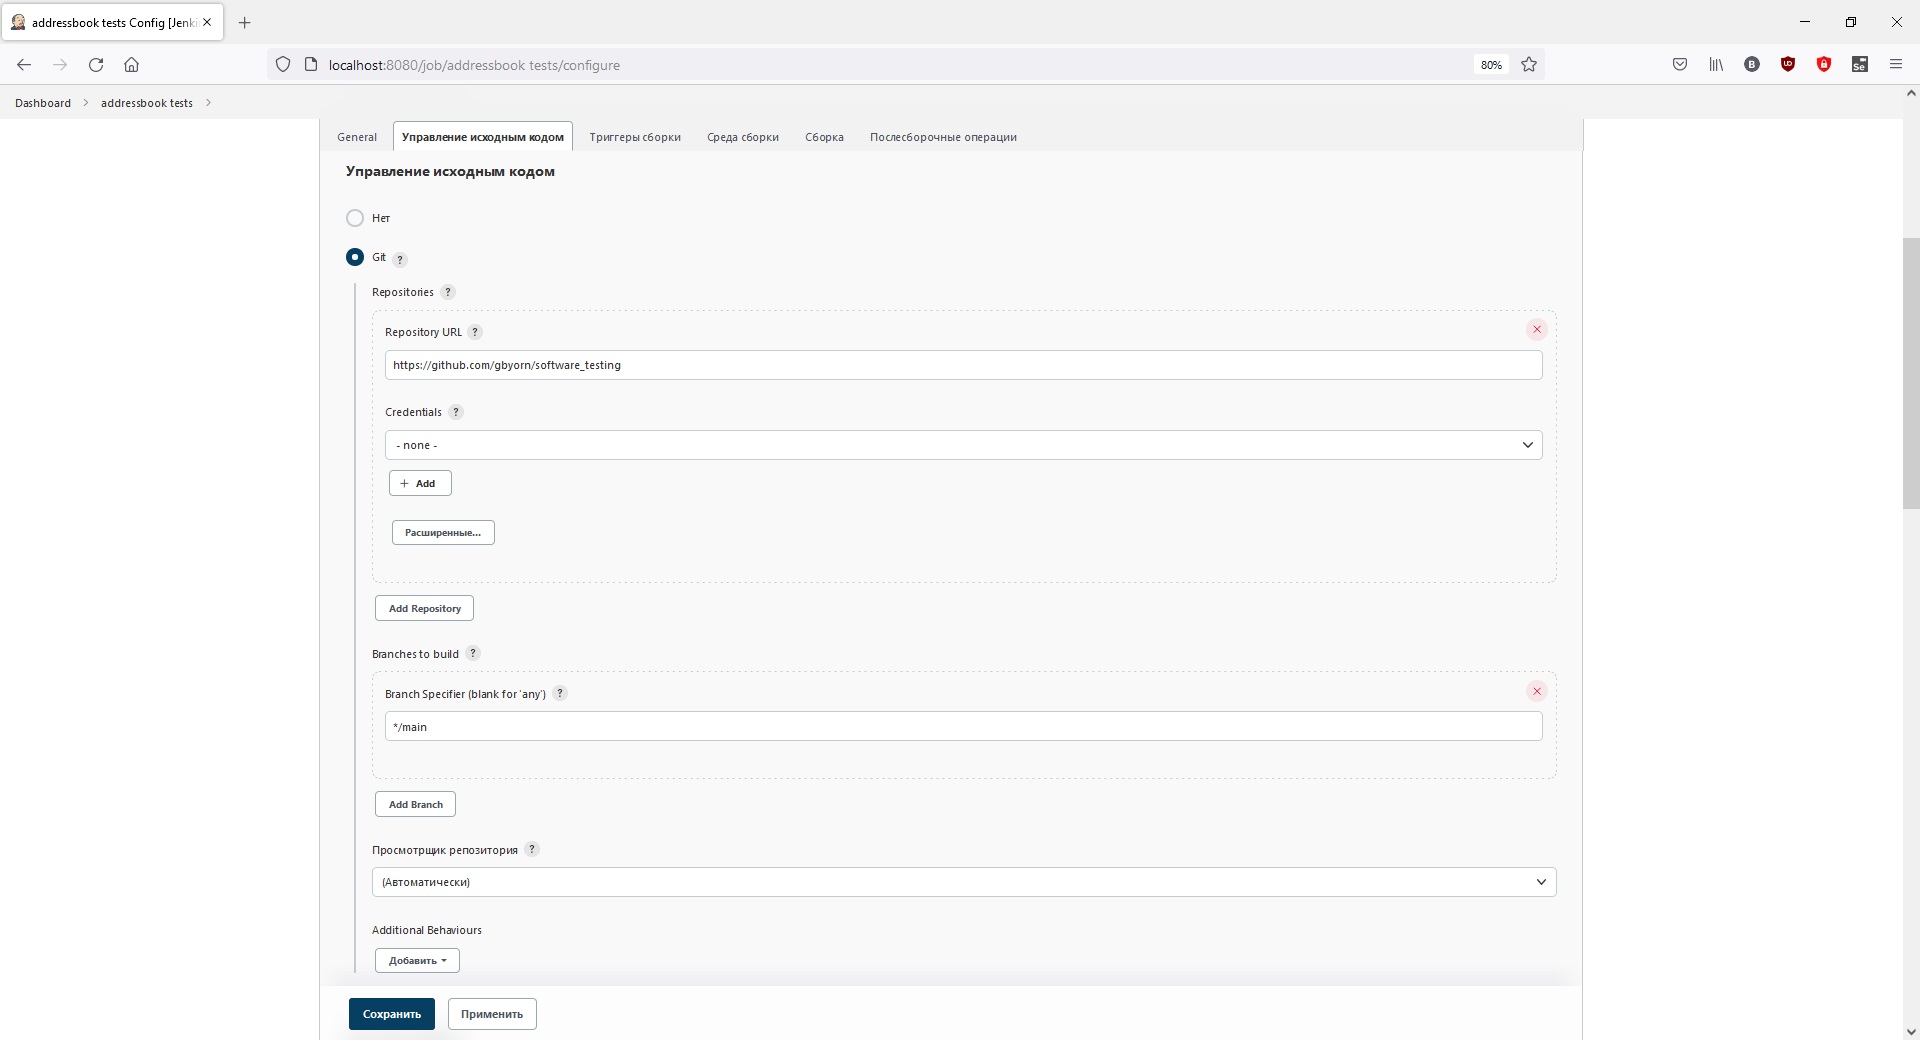 addressbook tests Config [Jenki
localhost:8080/job/addressbook tests/configure
80%
Dashboard
addressbook tests
General
Управление исходным кодом
Триггеры сборки
Среда сборки
Сборка
Послесборочные операции
Управление исходным кодом
Нет
Git ?
Repositories ?
Repository URL ?
https://github.com/gbyorn/software_testing
Credentials ?
- none -
+ Add
Расширенные...
Add Repository
Branches to build ?
Branch Specifier (blank for 'any') ?
*/main
Add Branch
Просмотрщик репозитория ?
(Автоматически)
Additional Behaviours
Добавить
Сохранить
Применить